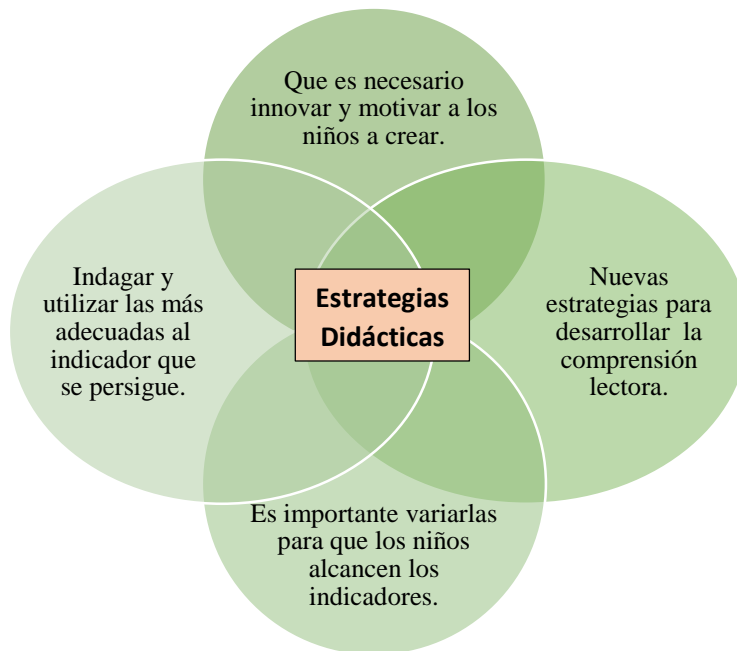 Que es necesario
innovar y motivar a los
niños a crear.
Indagar y
utilizar las más
adecuadas al
indicador que
se persigue.
Estrategias
Didácticas
Nuevas
estrategias para
desarrollar la
comprensión
lectora.
Es importante variarlas
para que los niños
alcancen los
indicadores.